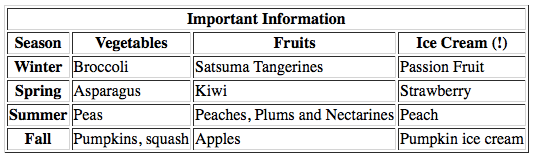 Important Information
Season Vegetables Fruits Ice Cream (!)
Winter Broccoli Satsuma Tangerines Passion Fruit
Spring Asparagus Kiwi Strawberry
Summer Peas Peaches, Plums and Nectarines Peach
Fall Pumpkins, squash Apples Pumpkin ice cream